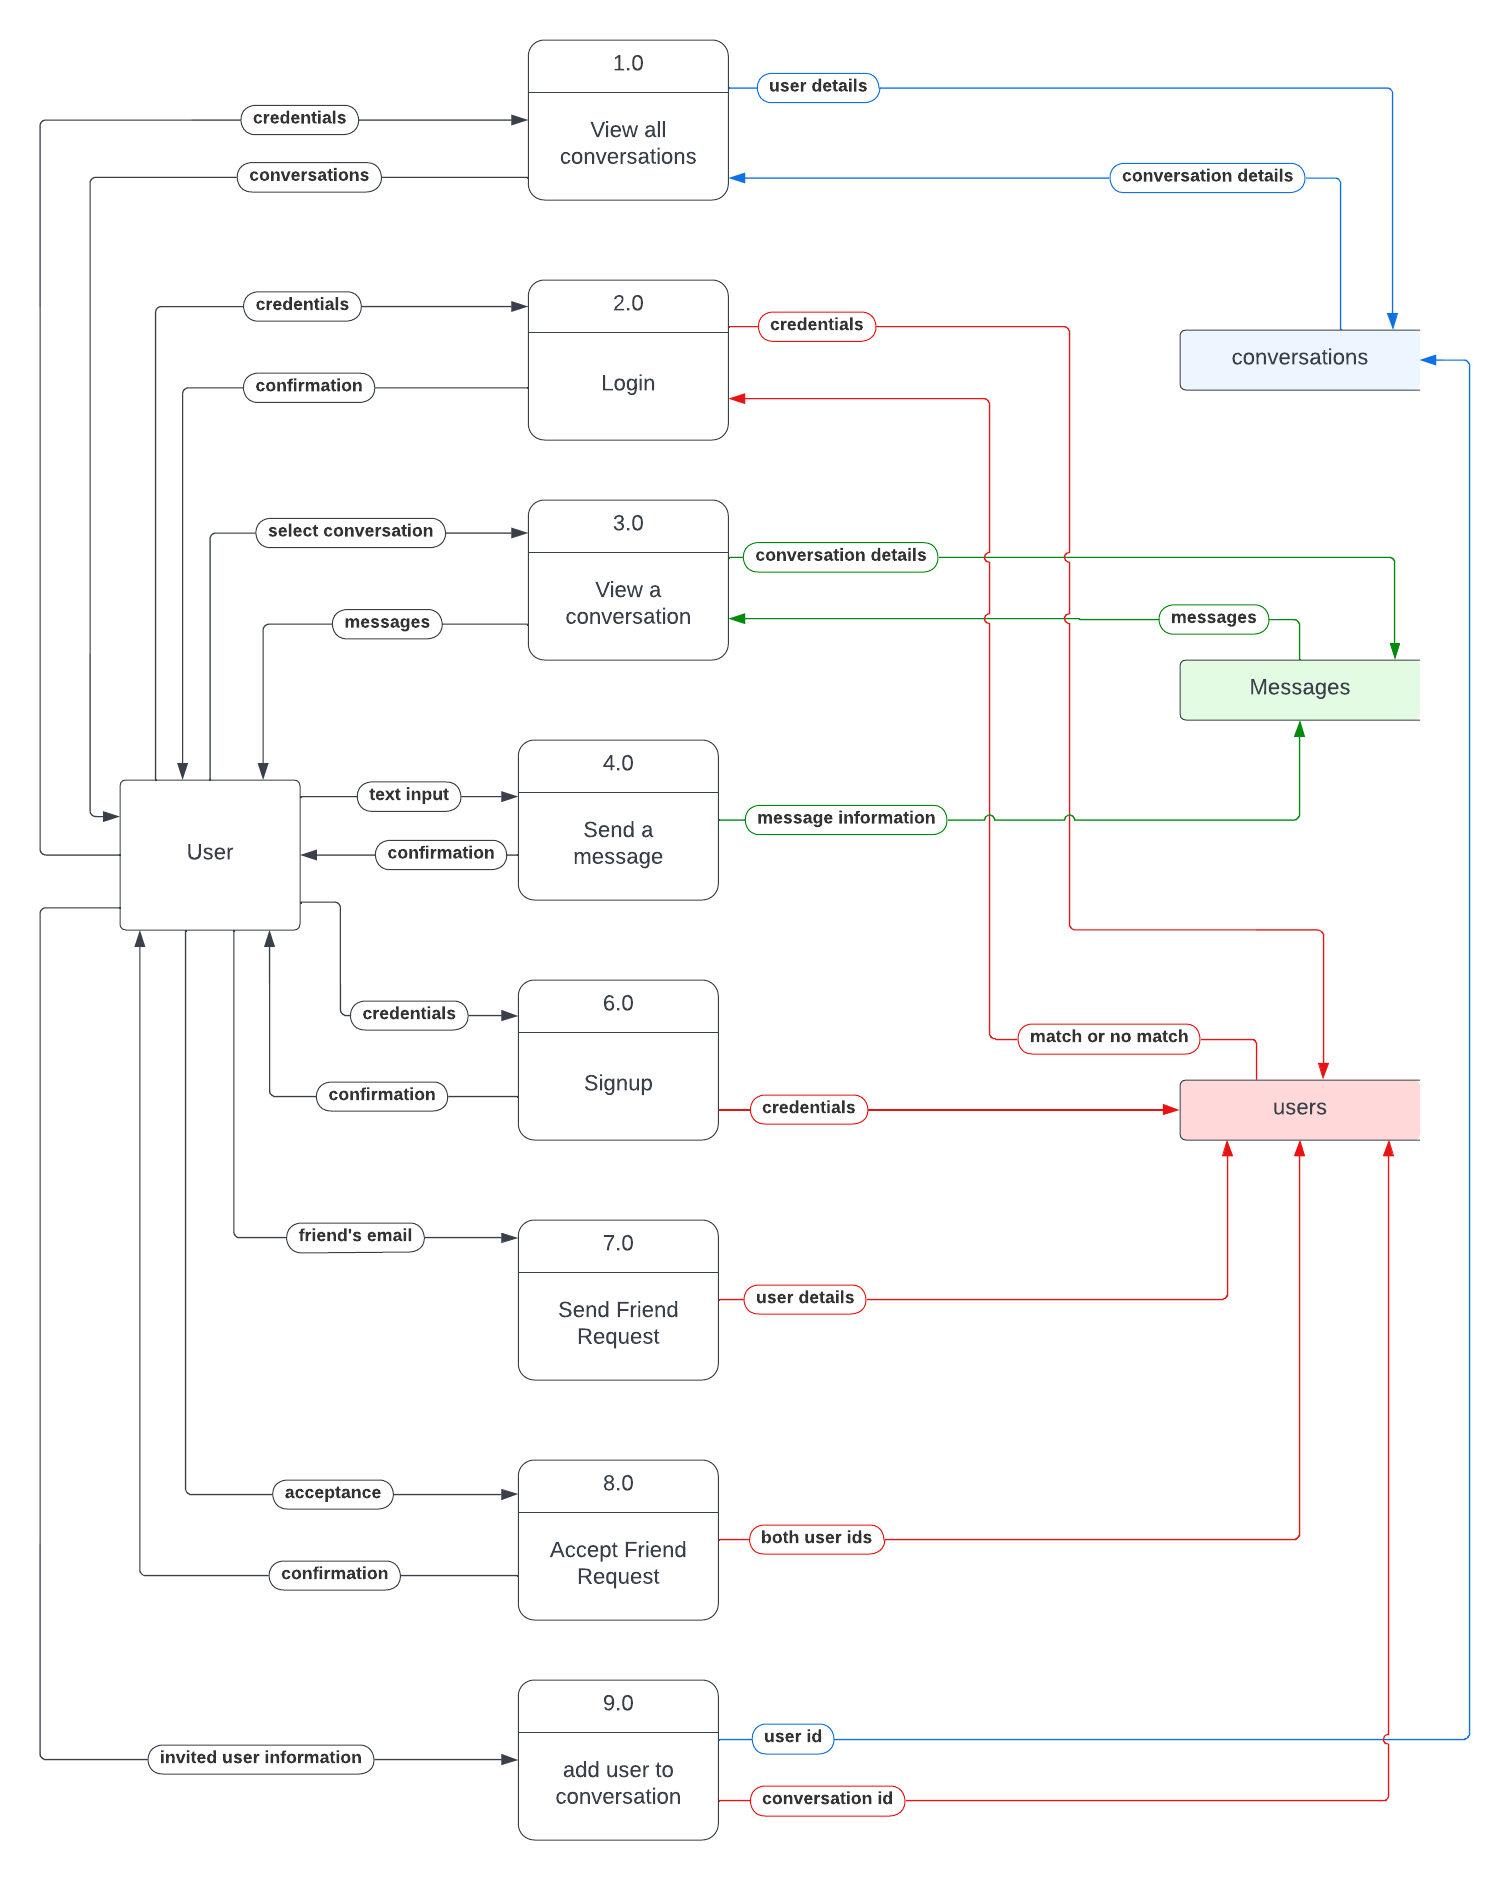 1.0
View all
conversations
credentials
conversations
user details
conversation details
2.0
Login
credentials
confirmation
credentials
conversations
3.0
View a
conversation
select conversation
messages
conversation details
messages
Messages
4.0
Send a
message
text input
confirmation
message information
User
6.0
Signup
credentials
confirmation
match or no match
credentials
users
7.0
Send Friend
Request
friend's email
user details
8.0
Accept Friend
Request
acceptance
confirmation
both user ids
9.0
add user to
conversation
invited user information
user id
conversation id